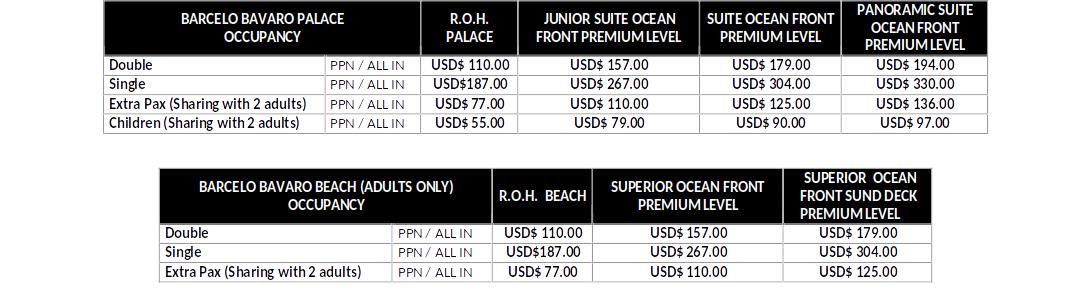 BARCELO BAVARO PALACE OCCUPANCY R.O.H. PALACE JUNIOR SUITE OCEAN FRONT PREMIUM LEVEL SUITE OCEAN FRONT PREMIUM LEVEL PANORAMIC SUITE OCEAN FRONT PREMIUM LEVEL
Double PPN / ALL IN USD$ 110.00 USD$ 157.00 USD$ 179.00 USD$ 194.00
Single PPN / ALL IN USD$187.00 USD$ 267.00 USD$ 304.00 USD$ 330.00
Extra Pax (Sharing with 2 adults) PPN / ALL IN USD$ 77.00 USD$ 110.00 USD$ 125.00 USD$ 136.00
Children (Sharing with 2 adults) PPN / ALL IN USD$ 55.00 USD$ 79.00 USD$ 90.00 USD$ 97.00
BARCELO BAVARO BEACH (ADULTS ONLY) OCCUPANCY R.O.H. BEACH SUPERIOR OCEAN FRONT PREMIUM LEVEL SUPERIOR OCEAN FRONT SUND DECK PREMIUM LEVEL
Double PPN / ALL IN USD$ 110.00 USD$ 157.00 USD$ 179.00
Single PPN / ALL IN USD$187.00 USD$ 267.00 USD$ 304.00
Extra Pax (Sharing with 2 adults) PPN / ALL IN USD$ 77.00 USD$ 110.00 USD$ 125.00